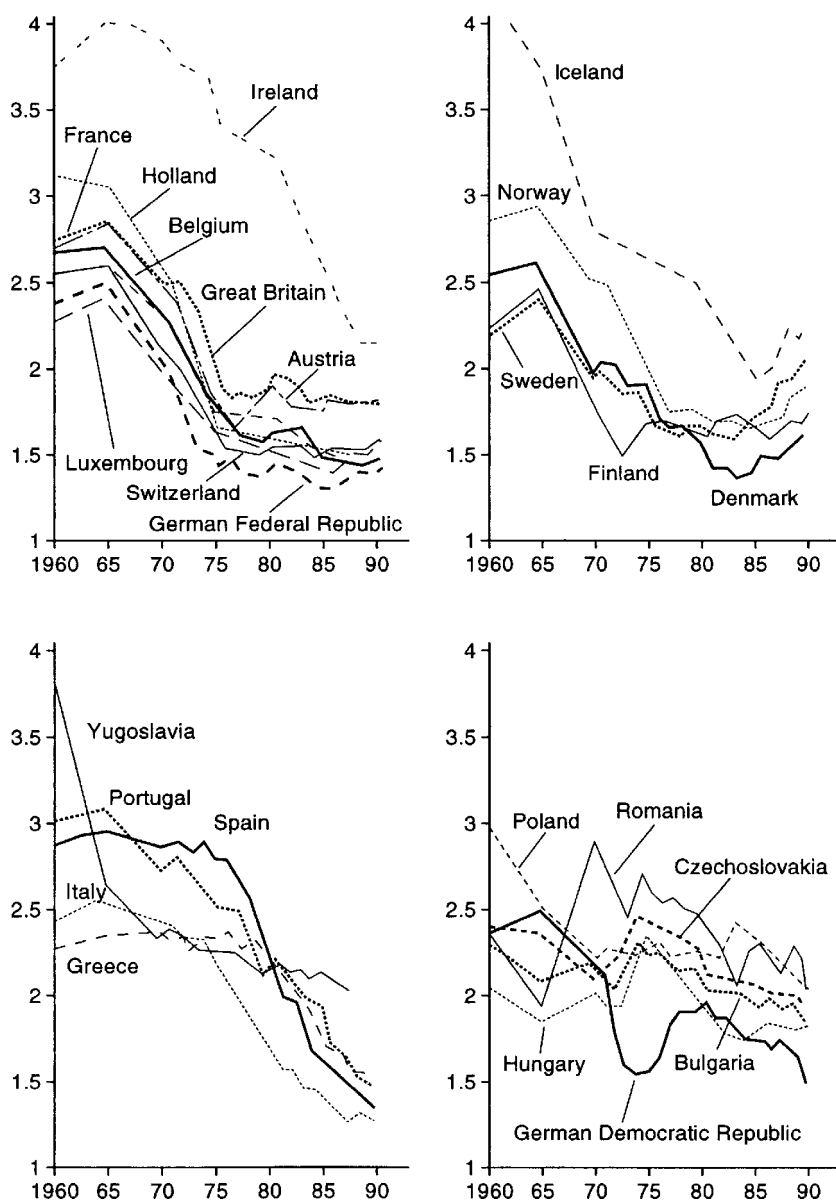 4
3.5
3
2.5
2
1.5
1
1960 65 70 75 80 85 90
Ireland
France
Holland
Belgium
Great Britain
Austria
Luxembourg
Switzerland
German Federal Republic
4
3.5
3
2.5
2
1.5
1
1960 65 70 75 80 85 90
Iceland
Norway
Sweden
Finland
Denmark
4
3.5
3
2.5
2
1.5
1
1960 65 70 75 80 85 90
Yugoslavia
Portugal
Spain
Italy
Greece
4
3.5
3
2.5
2
1.5
1
1960 65 70 75 80 85 90
Romania
Poland
Czechoslovakia
Hungary
Bulgaria
German Democratic Republic